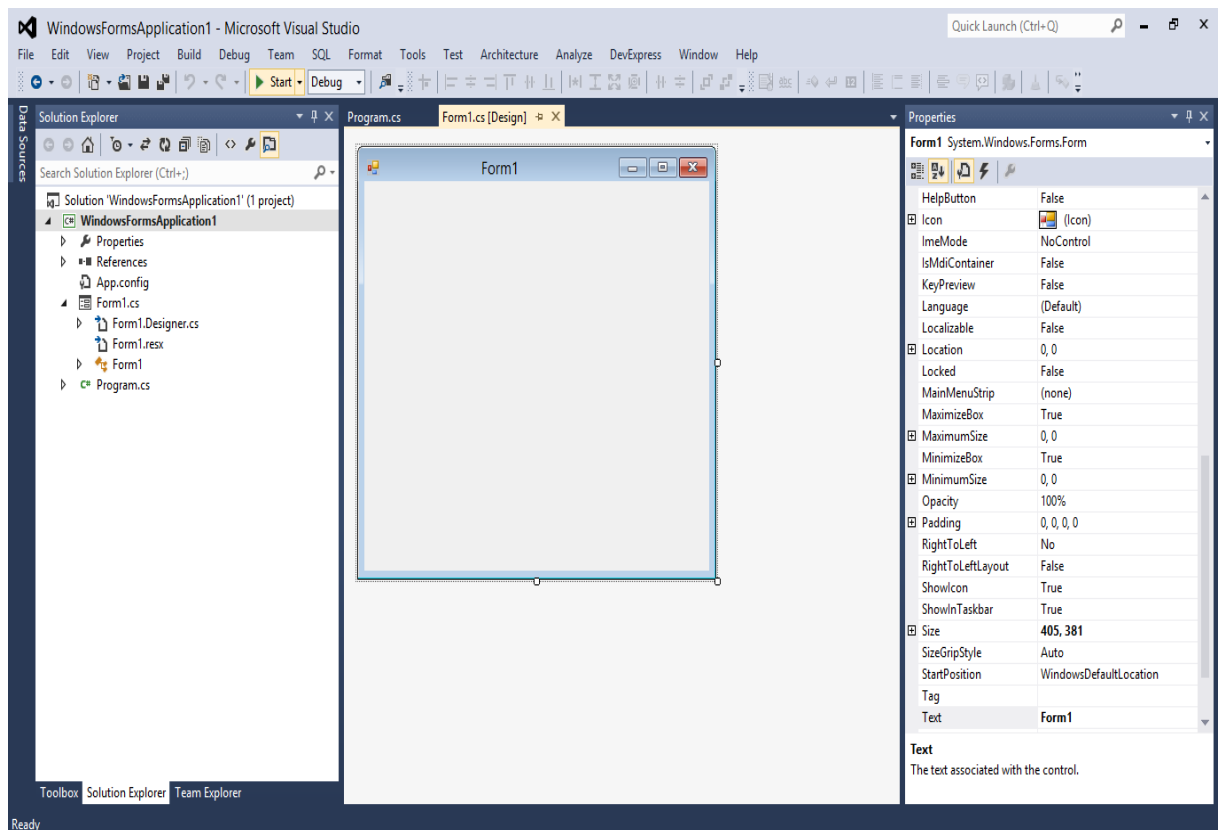 WindowsFormsApplication1 - Microsoft Visual Studio
Quick Launch (Ctrl+Q)
File Edit View Project Build Debug Team SQL Format Tools Test Architecture Analyze DevExpress Window Help
Start Debug
Data Sources
Solution Explorer
Search Solution Explorer (Ctrl+;)
Solution 'WindowsFormsApplication1' (1 project)
C# WindowsFormsApplication1
Properties
References
App.config
Form1.cs
Form1.Designer.cs
Form1.resx
Form1
C# Program.cs
Toolbox Solution Explorer Team Explorer
Program.cs Form1.cs [Design]
Form1
Properties
Form1 System.Windows.Forms.Form
HelpButton False
Icon (Icon)
ImeMode NoControl
IsMdiContainer False
KeyPreview False
Language (Default)
Localizable False
Location 0, 0
Locked False
MainMenuStrip (none)
MaximizeBox True
MaximumSize 0, 0
MinimizeBox True
MinimumSize 0, 0
Opacity 100%
Padding 0, 0, 0, 0
RightToLeft No
RightToLeftLayout False
ShowIcon True
ShowInTaskbar True
Size 405, 381
SizeGripStyle Auto
StartPosition WindowsDefaultLocation
Tag
Text Form1
Text
The text associated with the control.
Ready